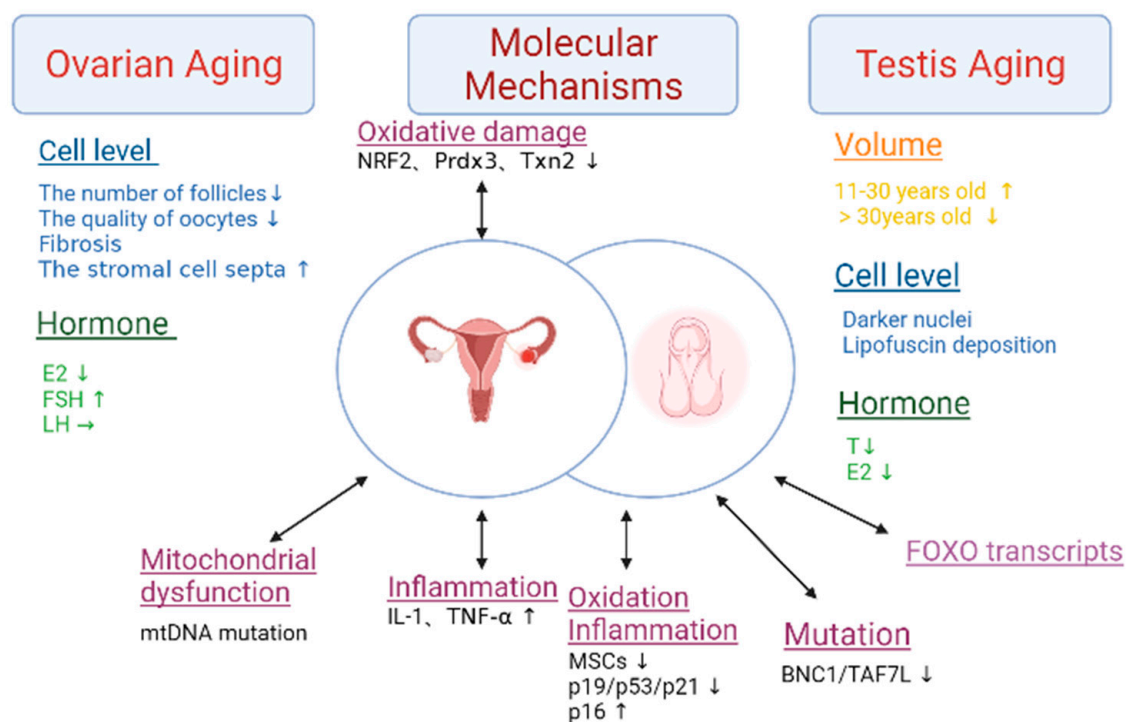 Ovarian Aging
Molecular
Mechanisms
Testis Aging
Cell level
The number of follicles ↓
The quality of oocytes ↓
Fibrosis
The stromal cell septa ↑
Hormone
E2 ↓
FSH ↑
LH →
Oxidative damage
NRF2、Prdx3、Txn2 ↓
Volume
11-30 years old ↑
> 30years old ↓
Cell level
Darker nuclei
Lipofuscin deposition
Hormone
T↓
E2 ↓
Mitochondrial
dysfunction
mtDNA mutation
Inflammation
IL-1、TNF-α ↑
Oxidation
Inflammation
MSCs ↓
p19/p53/p21 ↓
p16 ↑
Mutation
BNC1/TAF7L ↓
FOXO transcripts